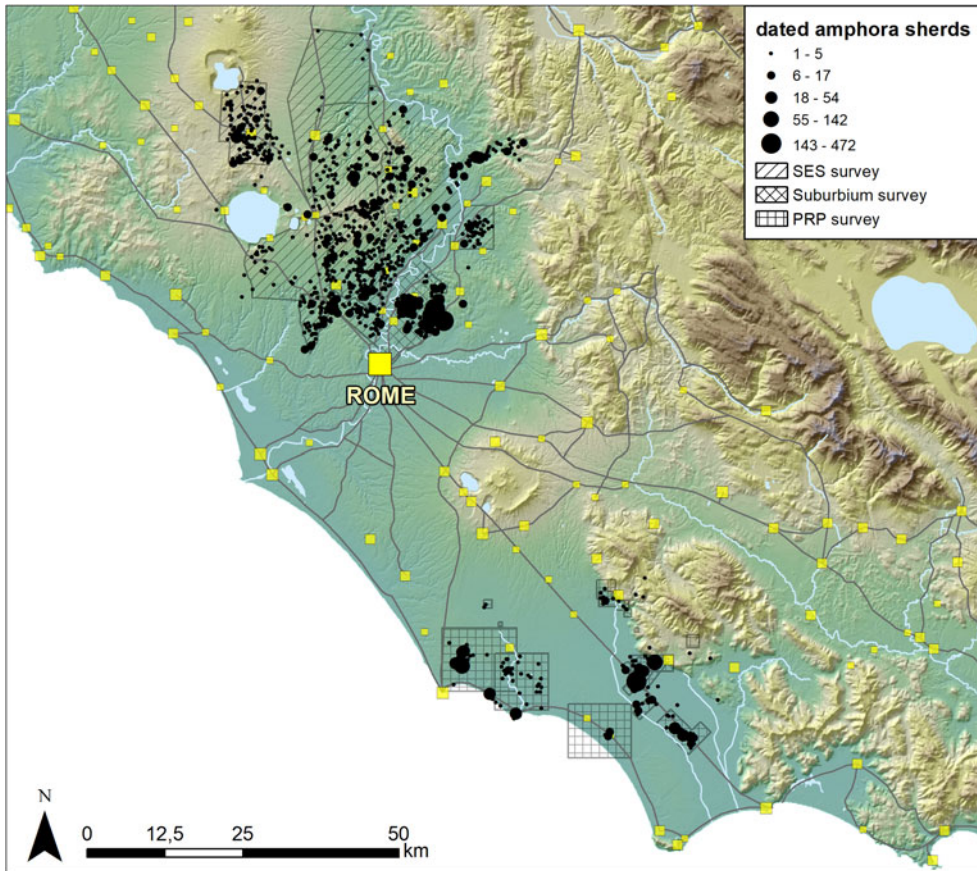 dated amphora sherds
1 - 5
6 - 17
18 - 54
55 - 142
143 - 472
SES survey
Suburbium survey
PRP survey
ROME
N
0 12,5 25 50
km